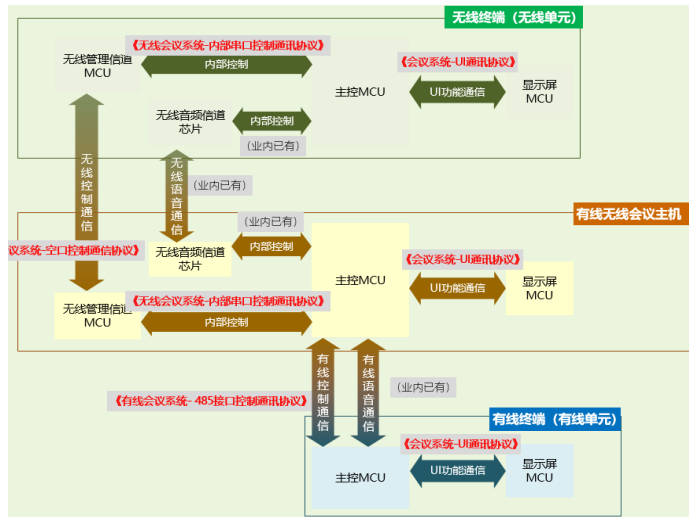 无线终端（无线单元）
《无线会议系统-内部串口控制通讯协议》
无线管理信道
MCU
内部控制
主控MCU
《会议系统-UI通讯协议》
UI功能通信
显示屏
MCU
无线音频信道
芯片
内部控制
（业内已有）
无线控制通信
无线语音通信
（业内已有）
有线无线会议主机
（业内已有）
内部控制
无线音频信道
芯片
议系统-空口控制通信协议》
主控MCU
《会议系统-UI通讯协议》
UI功能通信
显示屏
MCU
《无线会议系统-内部串口控制通讯协议》
无线管理信道
MCU
内部控制
有线控制通信
有线语音通信
（业内已有）
《有线会议系统- 485接口控制通讯协议》
有线终端（有线单元）
《会议系统-UI通讯协议》
主控MCU
UI功能通信
显示屏
MCU